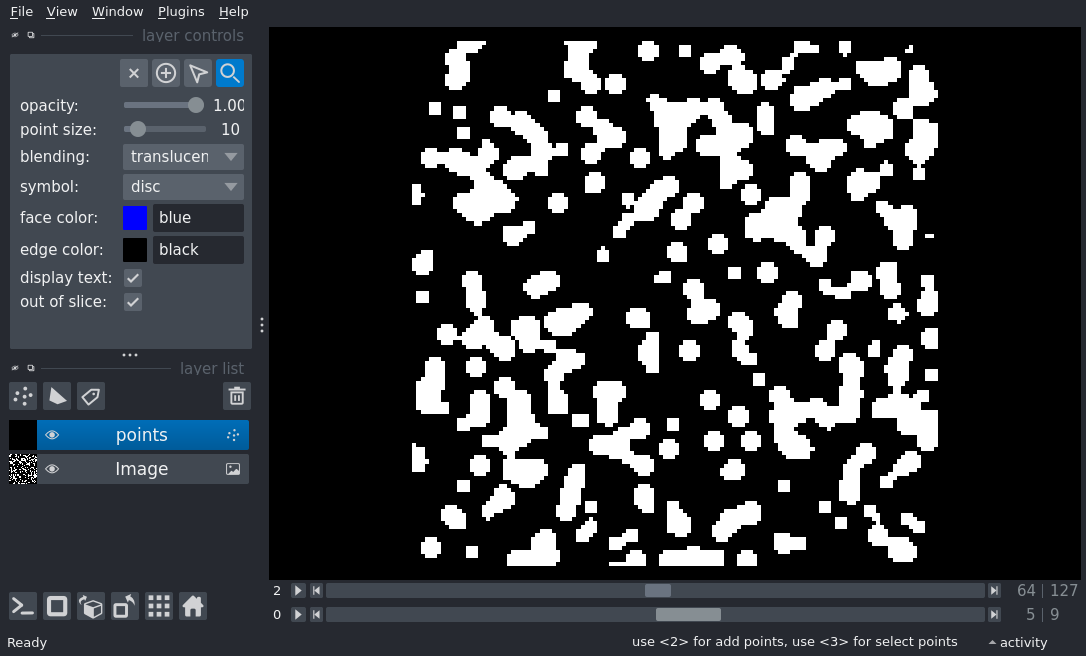 File View Window Plugins Help
layer controls
opacity: 1.00
point size: 10
blending: translucen
symbol: disc
face color: blue
edge color: black
display text:
out of slice:
layer list
points
Image
2 64 | 127
0 5 | 9
Ready use <2> for add points, use <3> for select points activity